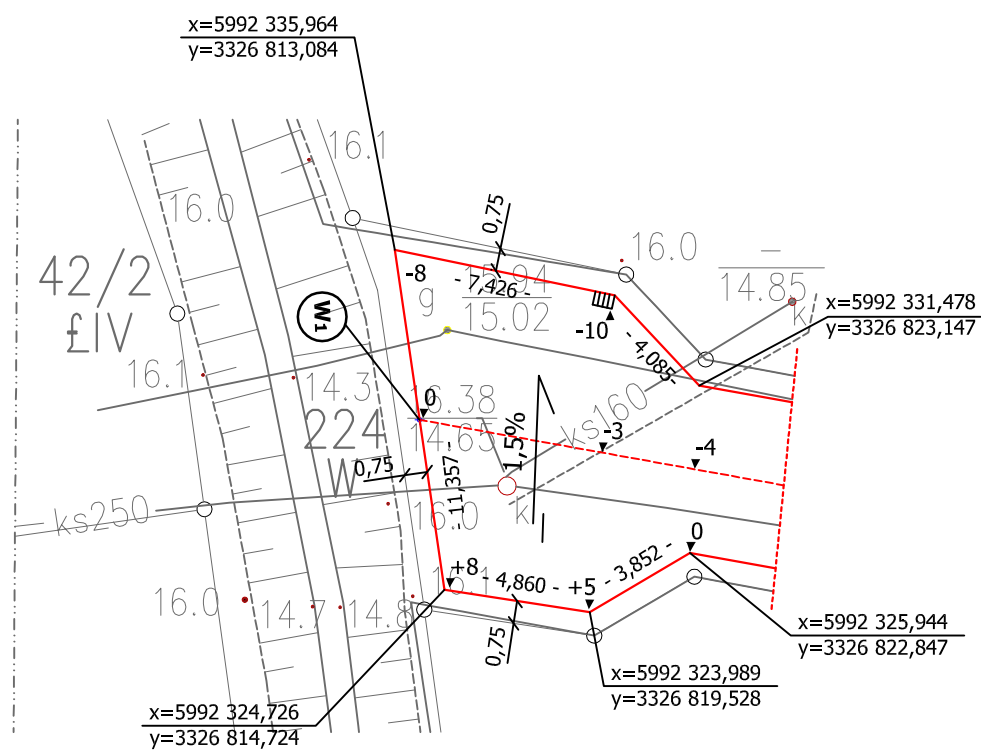 x=5992 335,964
y=3326 813,084
16.1
16.0
0,75
16.0
–
14.85
k
42/2
£IV
-8
g
15.94
15.02
- 7,426 -
-10
- 4,085-
x=5992 331,478
y=3326 823,147
W1
16.1
14.3
0
16.38
14.65
224
W
0,75
1,5%
ks160
-3
-4
- 11,357 -
ks250
16.0
k
0
- 3,852 -
+8
- 4,860 -
+5
16.1
16.0
14.7
14.8
0,75
x=5992 325,944
y=3326 822,847
x=5992 323,989
y=3326 819,528
x=5992 324,726
y=3326 814,724